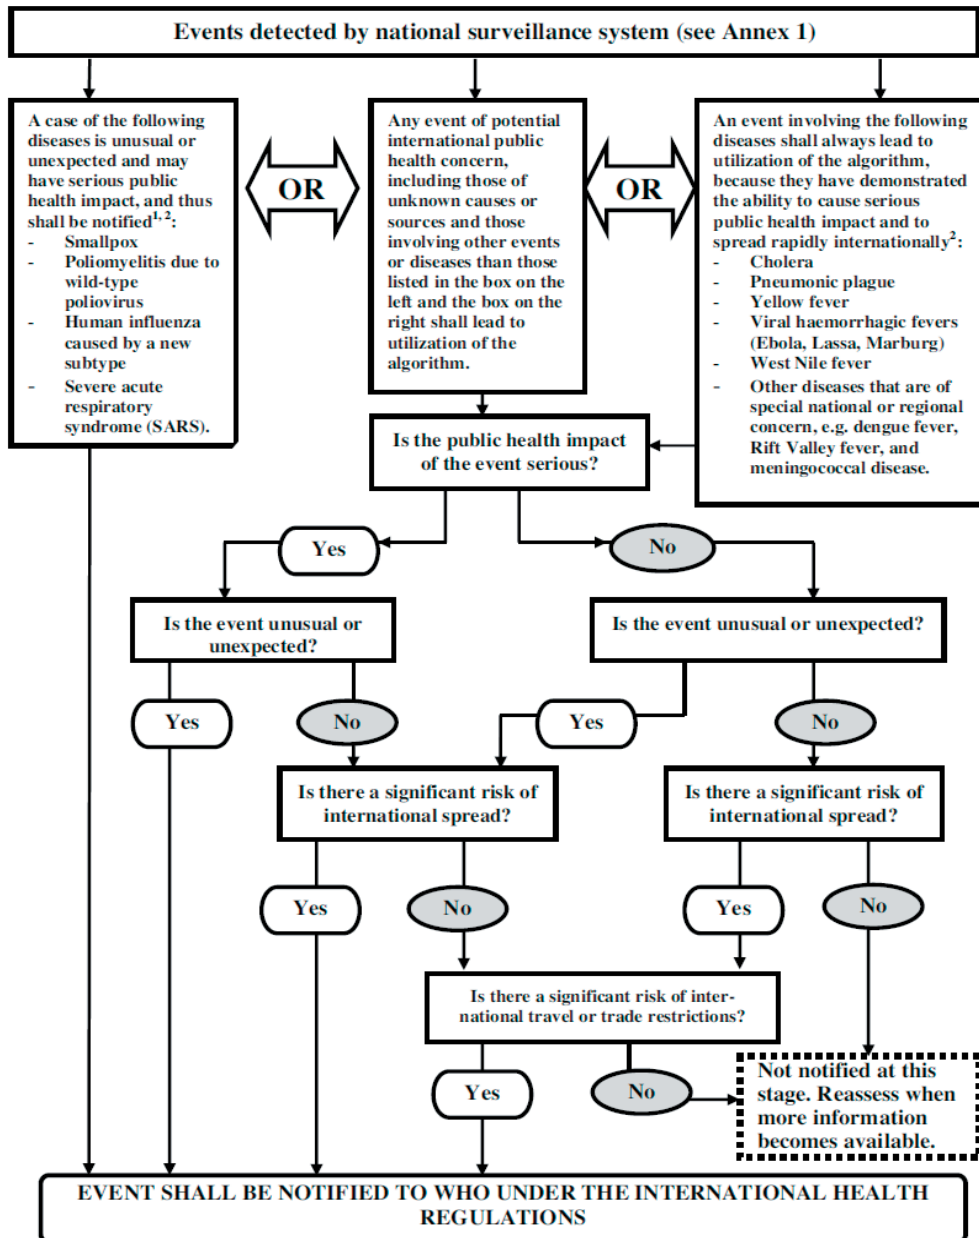 Events detected by national surveillance system (see Annex 1)
A case of the following
diseases is unusual or
unexpected and may
have serious public
health impact, and thus
shall be notified1, 2:
- Smallpox
- Poliomyelitis due to
wild-type
poliovirus
- Human influenza
caused by a new
subtype
- Severe acute
respiratory
syndrome (SARS).
OR
Any event of potential
international public
health concern,
including those of
unknown causes or
sources and those
involving other events
or diseases than those
listed in the box on the
left and the box on the
right shall lead to
utilization of the
algorithm.
OR
An event involving the following
diseases shall always lead to
utilization of the algorithm,
because they have demonstrated
the ability to cause serious
public health impact and to
spread rapidly internationally2:
- Cholera
- Pneumonic plague
- Yellow fever
- Viral haemorrhagic fevers
(Ebola, Lassa, Marburg)
- West Nile fever
- Other diseases that are of
special national or regional
concern, e.g. dengue fever,
Rift Valley fever, and
meningococcal disease.
Is the public health impact
of the event serious?
Yes
No
Is the event unusual or
unexpected?
Is the event unusual or unexpected?
Yes
No
Yes
No
Is there a significant risk of
international spread?
Is there a significant risk of
international spread?
Yes
No
Yes
No
Is there a significant risk of inter-
national travel or trade restrictions?
Yes
No
Not notified at this
stage. Reassess when
more information
becomes available.
EVENT SHALL BE NOTIFIED TO WHO UNDER THE INTERNATIONAL HEALTH
REGULATIONS